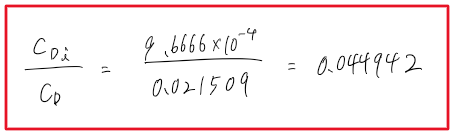 C_Di / C_D = 9.6666×10^-4 / 0.021509 = 0.044942